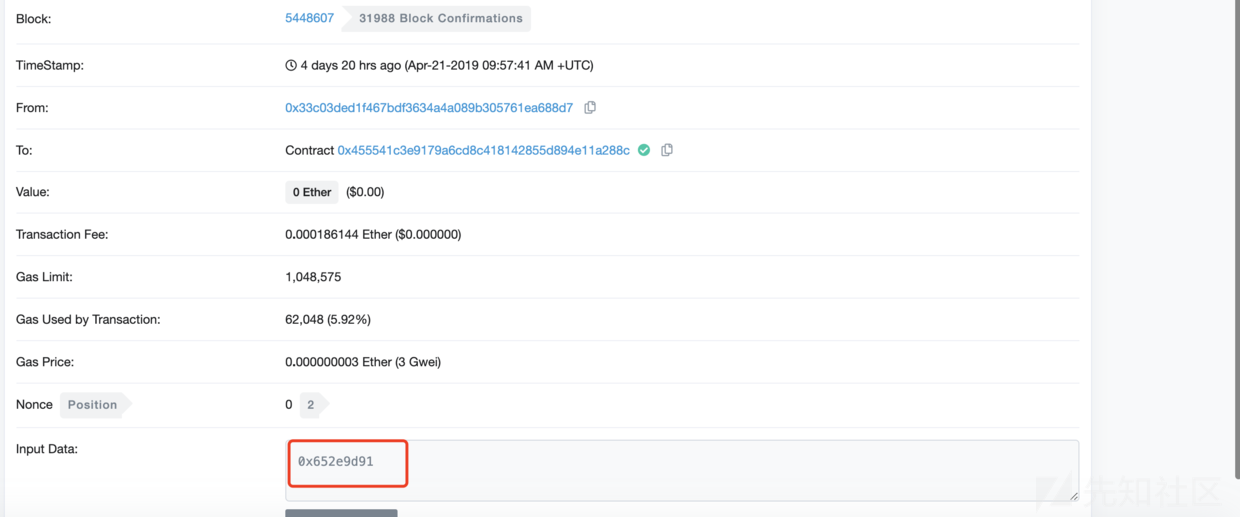 Block: 5448607 31988 Block Confirmations
TimeStamp: 4 days 20 hrs ago (Apr-21-2019 09:57:41 AM +UTC)
From: 0x33c03ded1f467bdf3634a4a089b305761ea688d7
To: Contract 0x455541c3e9179a6cd8c418142855d894e11a288c
Value: 0 Ether ($0.00)
Transaction Fee: 0.000186144 Ether ($0.000000)
Gas Limit: 1,048,575
Gas Used by Transaction: 62,048 (5.92%)
Gas Price: 0.000000003 Ether (3 Gwei)
Nonce Position 0 2
Input Data: 0x652e9d91
先知社区